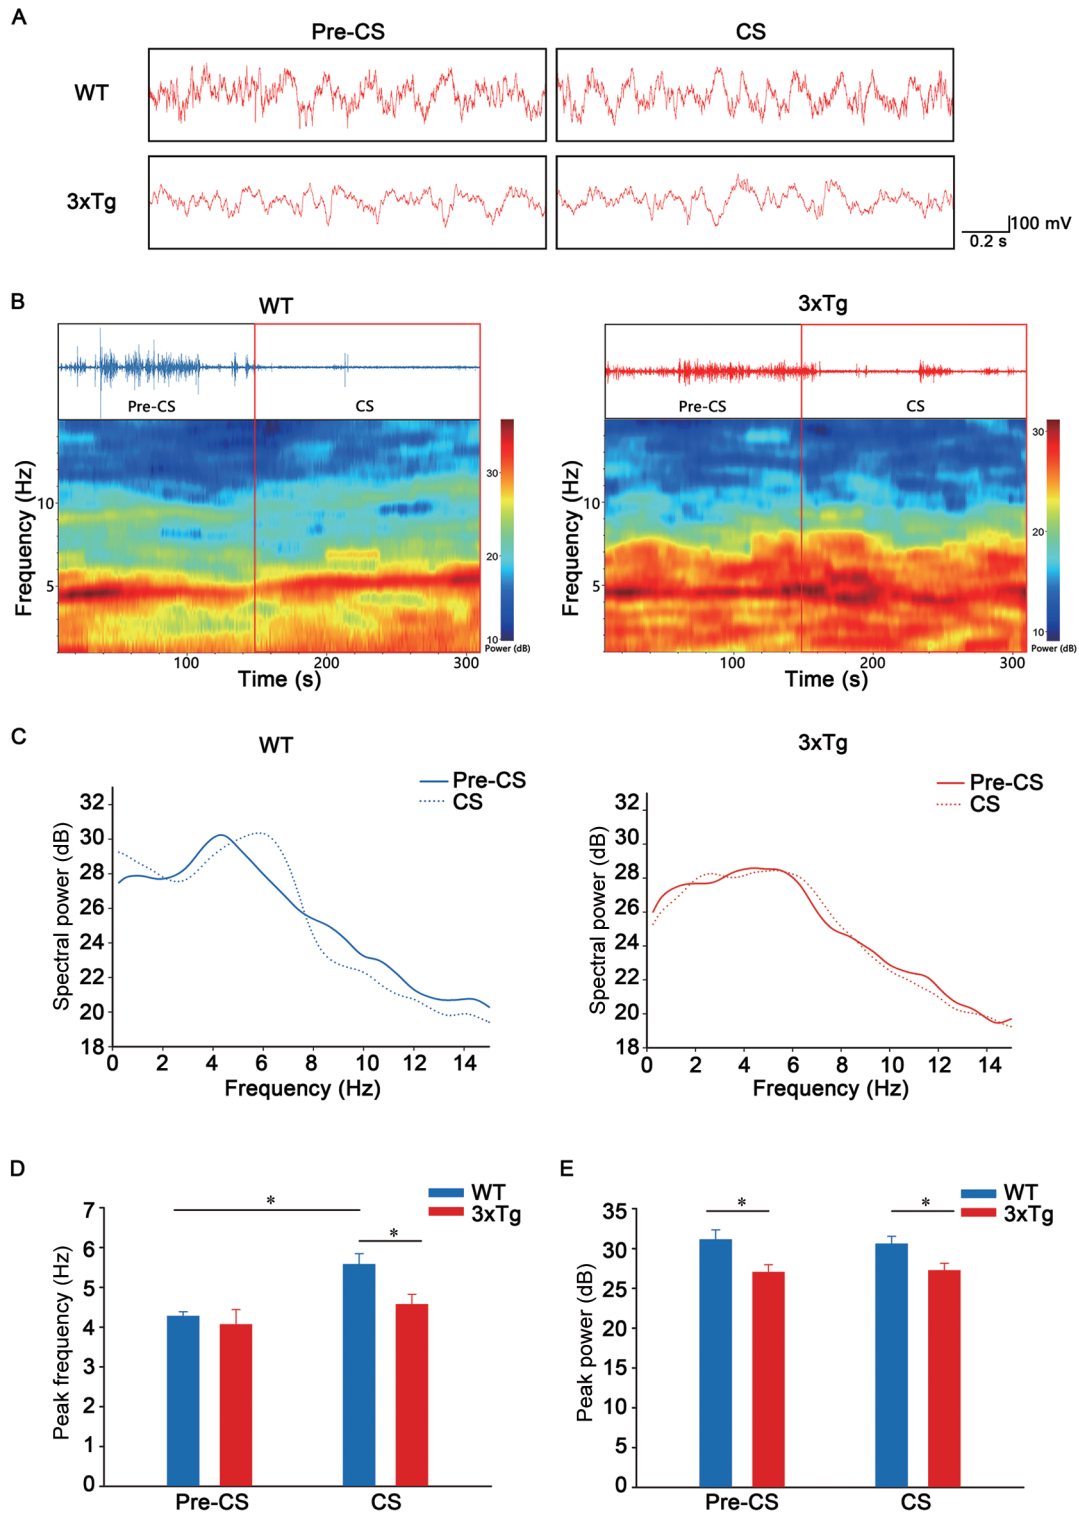 A
Pre-CS CS
WT
3xTg
100 mV
0.2 s
B
WT 3xTg
Pre-CS CS Pre-CS CS
Frequency (Hz)
10
5
30
20
10
Power (dB)
100 200 300
Time (s)
Frequency (Hz)
10
5
30
20
10
Power (dB)
100 200 300
Time (s)
C
WT
Pre-CS
CS
Spectral power (dB)
32
30
28
26
24
22
20
18
0 2 4 6 8 10 12 14
Frequency (Hz)
3xTg
Pre-CS
CS
Spectral power (dB)
32
30
28
26
24
22
20
18
0 2 4 6 8 10 12 14
Frequency (Hz)
D
WT
3xTg
* *
Peak frequency (Hz)
7
6
5
4
3
2
1
0
Pre-CS CS
E
WT
3xTg
* *
Peak power (dB)
35
30
25
20
15
10
5
0
Pre-CS CS